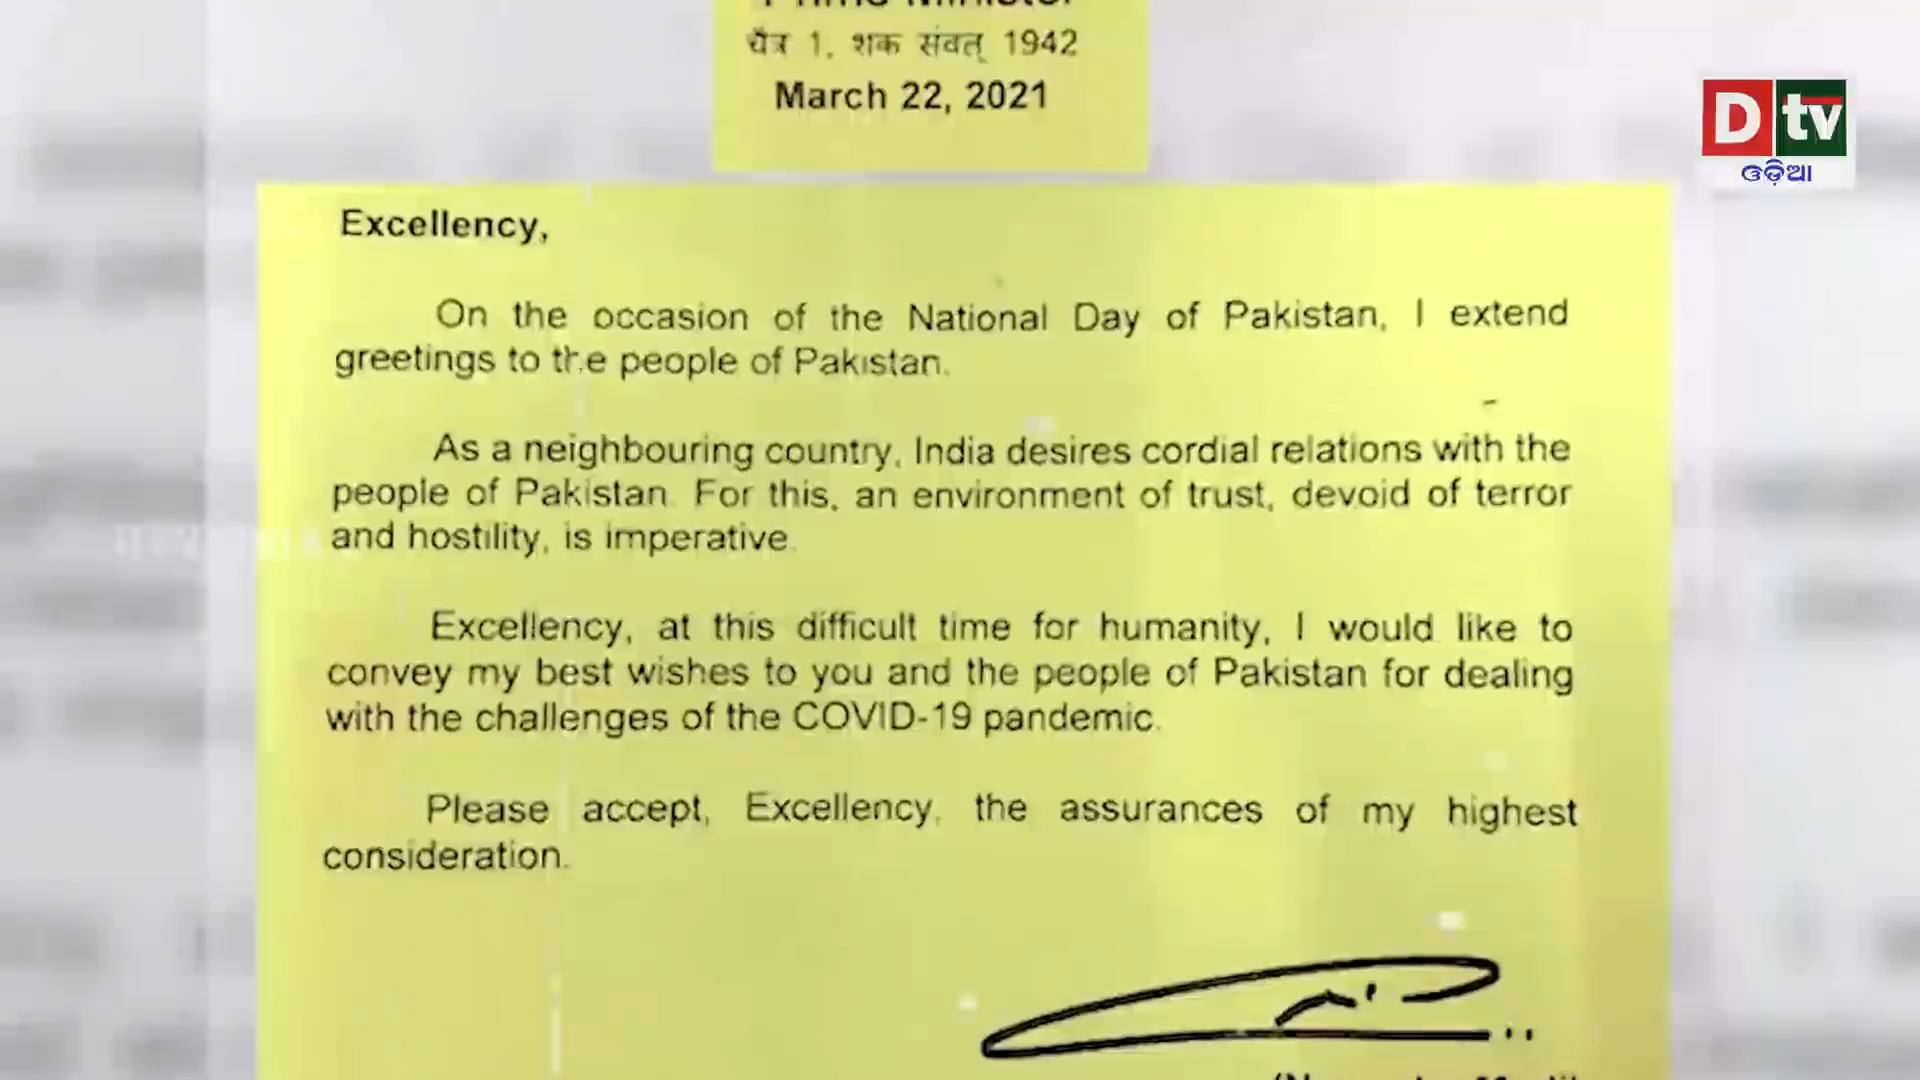 Prime Minister
चैत्र 1, शक संवत् 1942
March 22, 2021
D tv
ଓଡ଼ିଆ
Excellency,
On the occasion of the National Day of Pakistan, I extend
greetings to the people of Pakistan.
As a neighbouring country, India desires cordial relations with the
people of Pakistan. For this, an environment of trust, devoid of terror
and hostility, is imperative.
Excellency, at this difficult time for humanity, I would like to
convey my best wishes to you and the people of Pakistan for dealing
with the challenges of the COVID-19 pandemic.
Please accept, Excellency, the assurances of my highest
consideration.